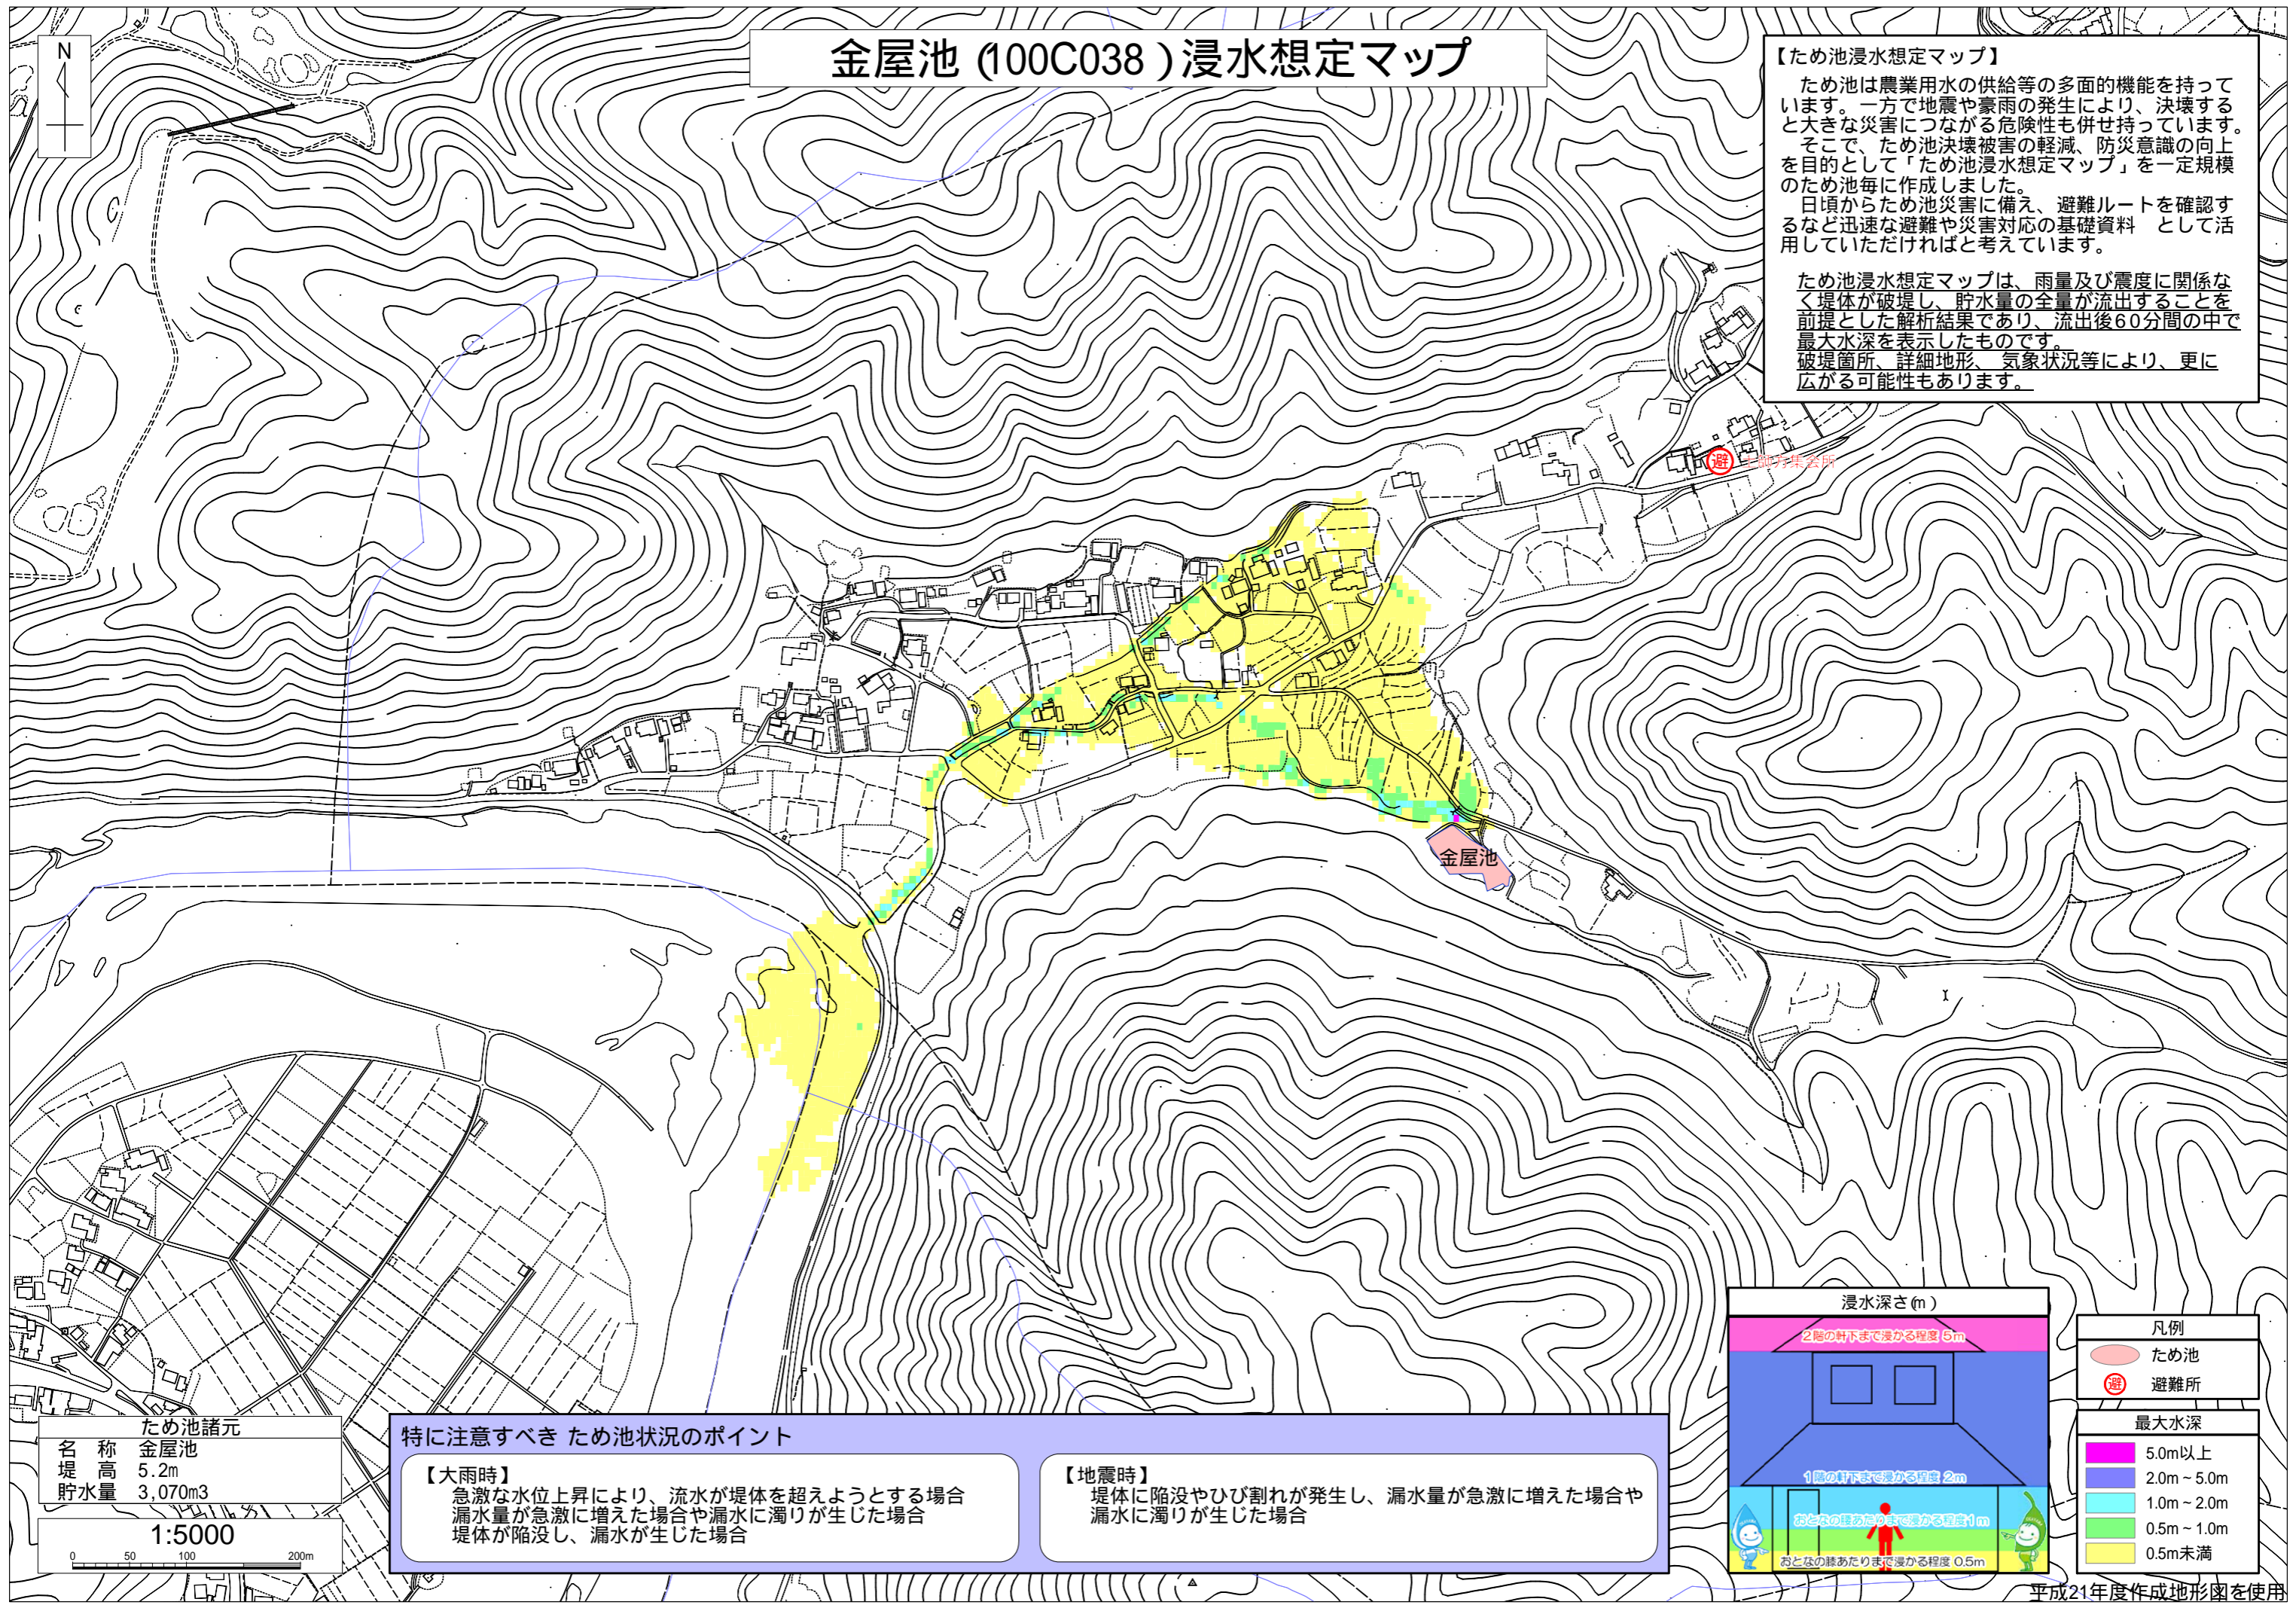 N
金屋池 (100C038)浸水想定マップ
【ため池浸水想定マップ】
ため池は農業用水の供給等の多面的機能を持って
います。一方で地震や豪雨の発生により、決壊する
と大きな災害につながる危険性も併せ持っています。
そこで、ため池決壊被害の軽減、防災意識の向上
を目的として「ため池浸水想定マップ」を一定規模
のため池毎に作成しました。
日頃からため池災害に備え、避難ルートを確認す
るなど迅速な避難や災害対応の基礎資料　として活
用していただければと考えています。
ため池浸水想定マップは、雨量及び震度に関係な
く堤体が破堤し、貯水量の全量が流出することを
前提とした解析結果であり、流出後60分間の中で
最大水深を表示したものです。
破堤箇所、詳細地形、気象状況等により、更に
広がる可能性もあります。
避
金屋池
ため池諸元
名　称　金屋池
堤　高　5.2m
貯水量　3,070m3
1:5000
0 50 100 200m
特に注意すべき ため池状況のポイント
【大雨時】
急激な水位上昇により、流水が堤体を超えようとする場合
漏水量が急激に増えた場合や漏水に濁りが生じた場合
堤体が陥没し、漏水が生じた場合
【地震時】
堤体に陥没やひび割れが発生し、漏水量が急激に増えた場合や
漏水に濁りが生じた場合
浸水深さ(m)
2階の軒下まで浸かる程度 5m
1階の軒下まで浸かる程度 2m
おとなの腰あたりまで浸かる程度1m
おとなの膝あたりまで浸かる程度 0.5m
凡例
ため池
避 避難所
最大水深
5.0m以上
2.0m~5.0m
1.0m~2.0m
0.5m~1.0m
0.5m未満
平成21年度作成地形図を使用